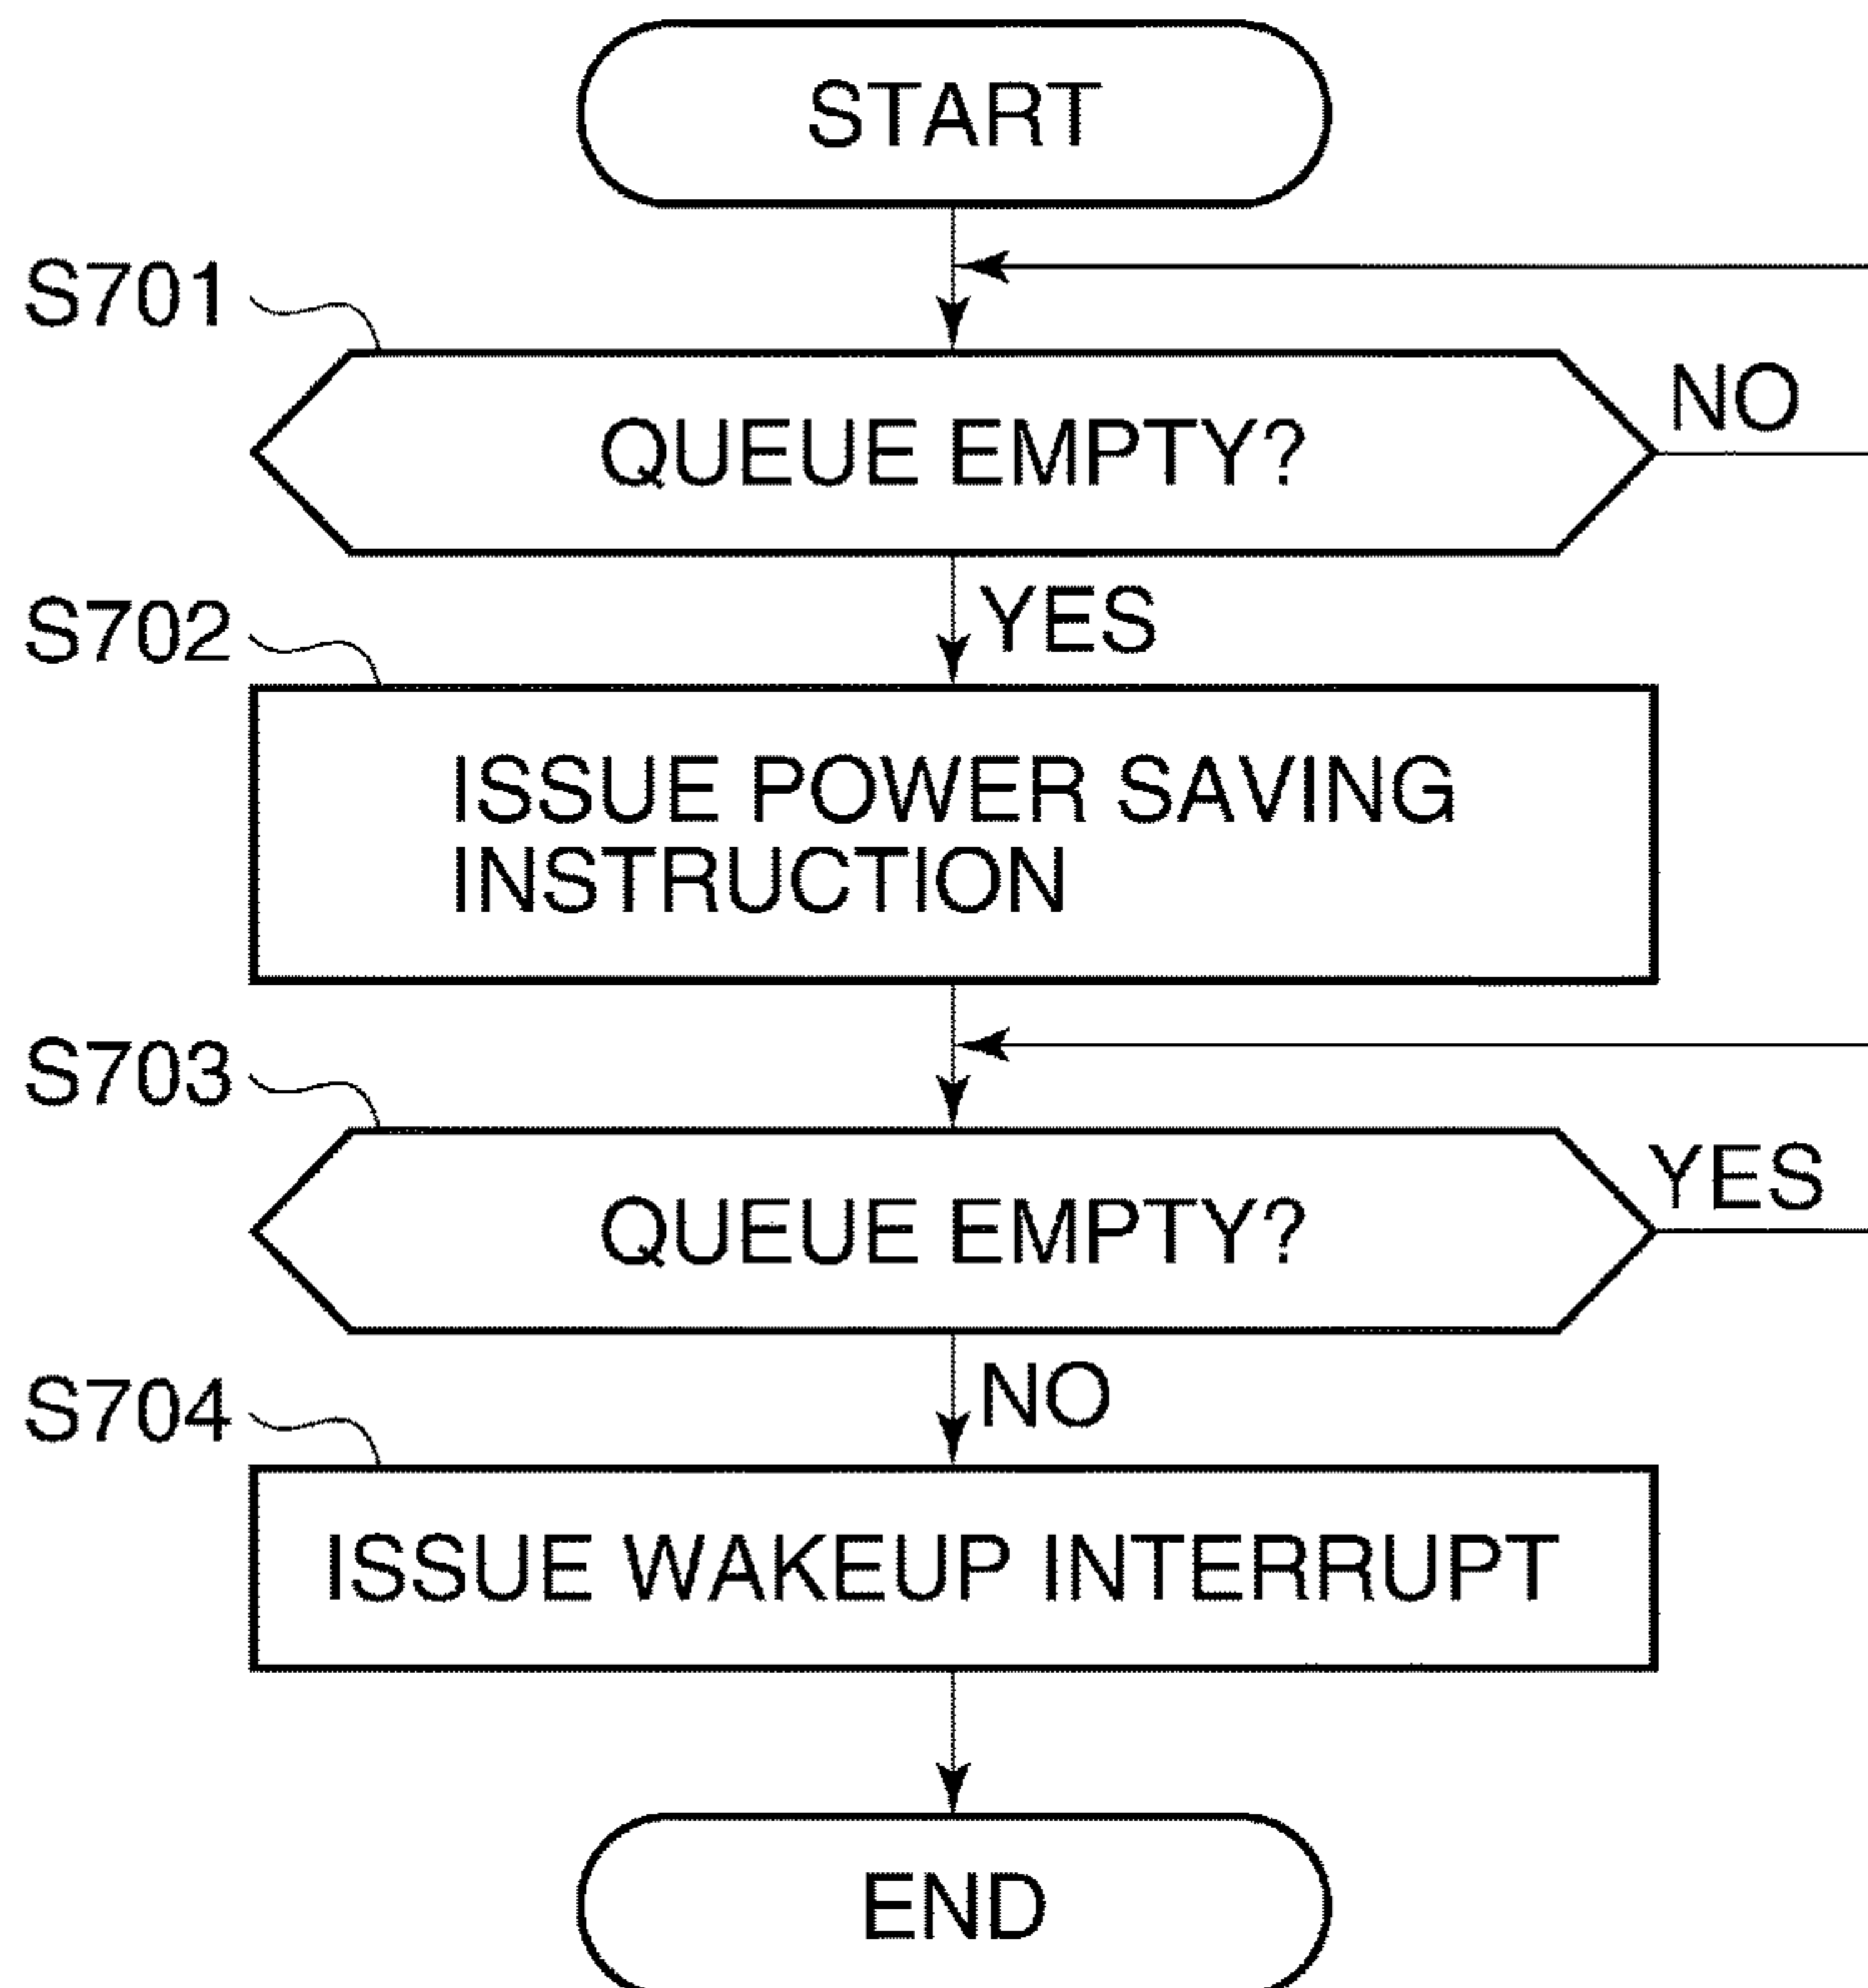 START
S701
QUEUE EMPTY?
NO
YES
S702
ISSUE POWER SAVING
INSTRUCTION
S703
QUEUE EMPTY?
YES
NO
S704
ISSUE WAKEUP INTERRUPT
END